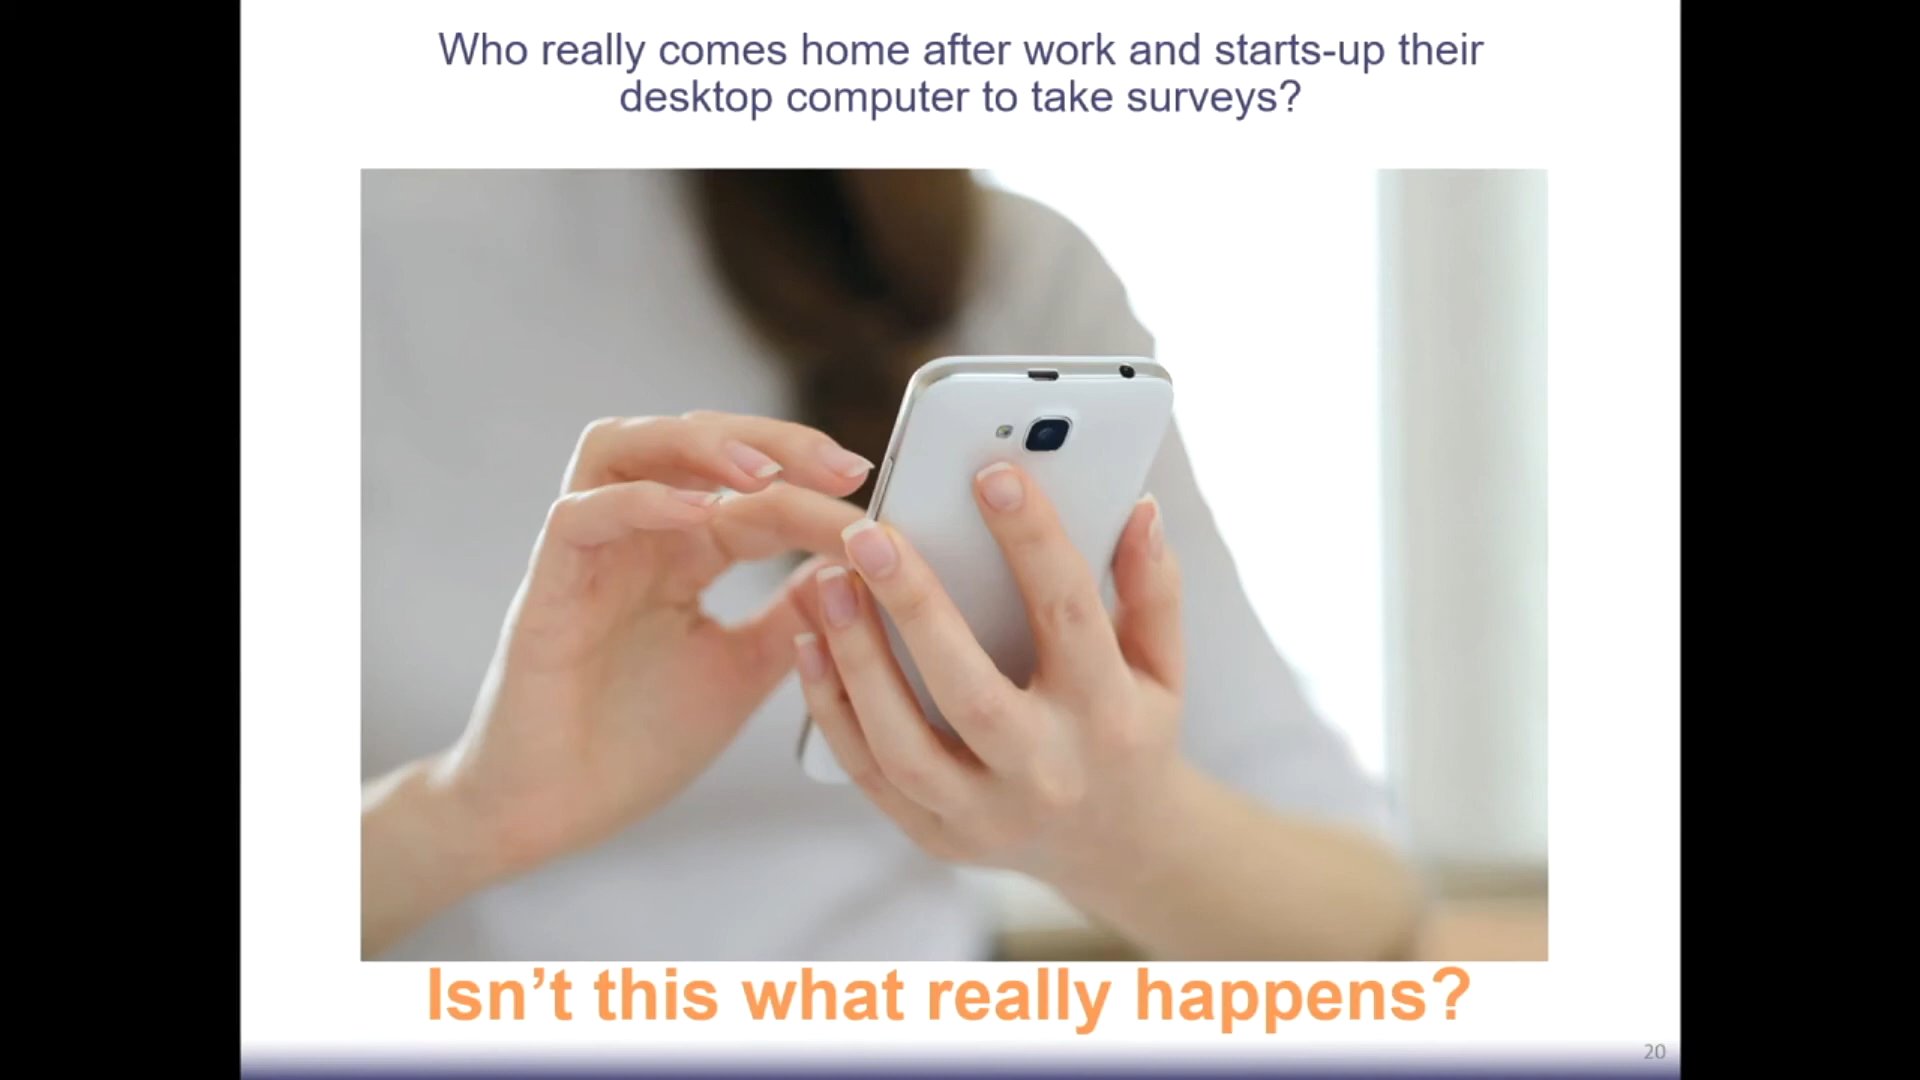 Who really comes home after work and starts-up their
desktop computer to take surveys?
Isn’t this what really happens?
20